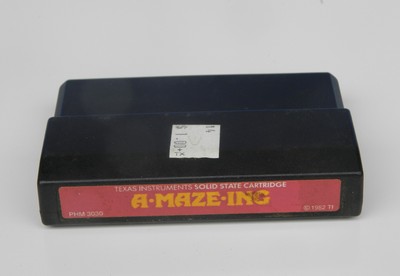 TEXAS INSTRUMENTS SOLID STATE CARTRIDGE
A·MAZE·ING
PHM 3030
© 1982 TI